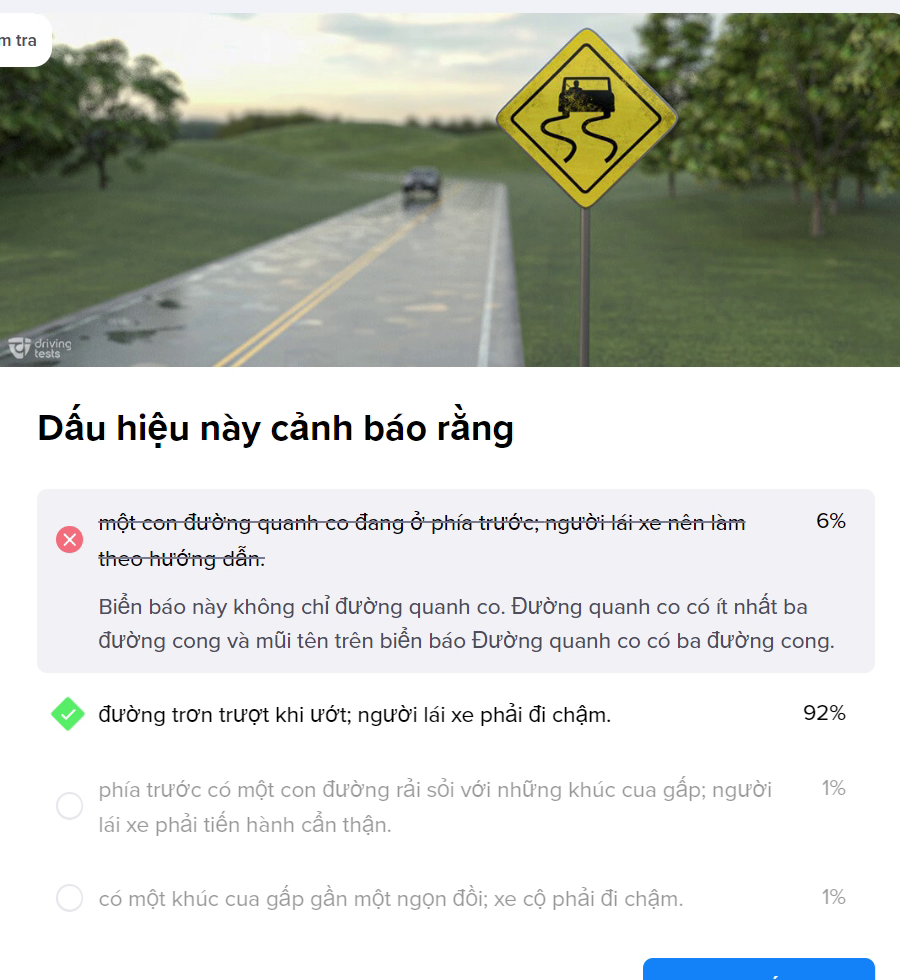 m tra
driving
tests
Dấu hiệu này cảnh báo rằng
một con đường quanh co đang ở phía trước; người lái xe nên làm
6%
theo hướng dẫn.
Biển báo này không chỉ đường quanh co. Đường quanh co có ít nhất ba
đường cong và mũi tên trên biển báo Đường quanh co có ba đường cong.
đường trơn trượt khi ướt; người lái xe phải đi chậm.
92%
phía trước có một con đường rải sỏi với những khúc cua gấp; người
1%
lái xe phải tiến hành cẩn thận.
có một khúc cua gấp gần một ngọn đồi; xe cộ phải đi chậm.
1%